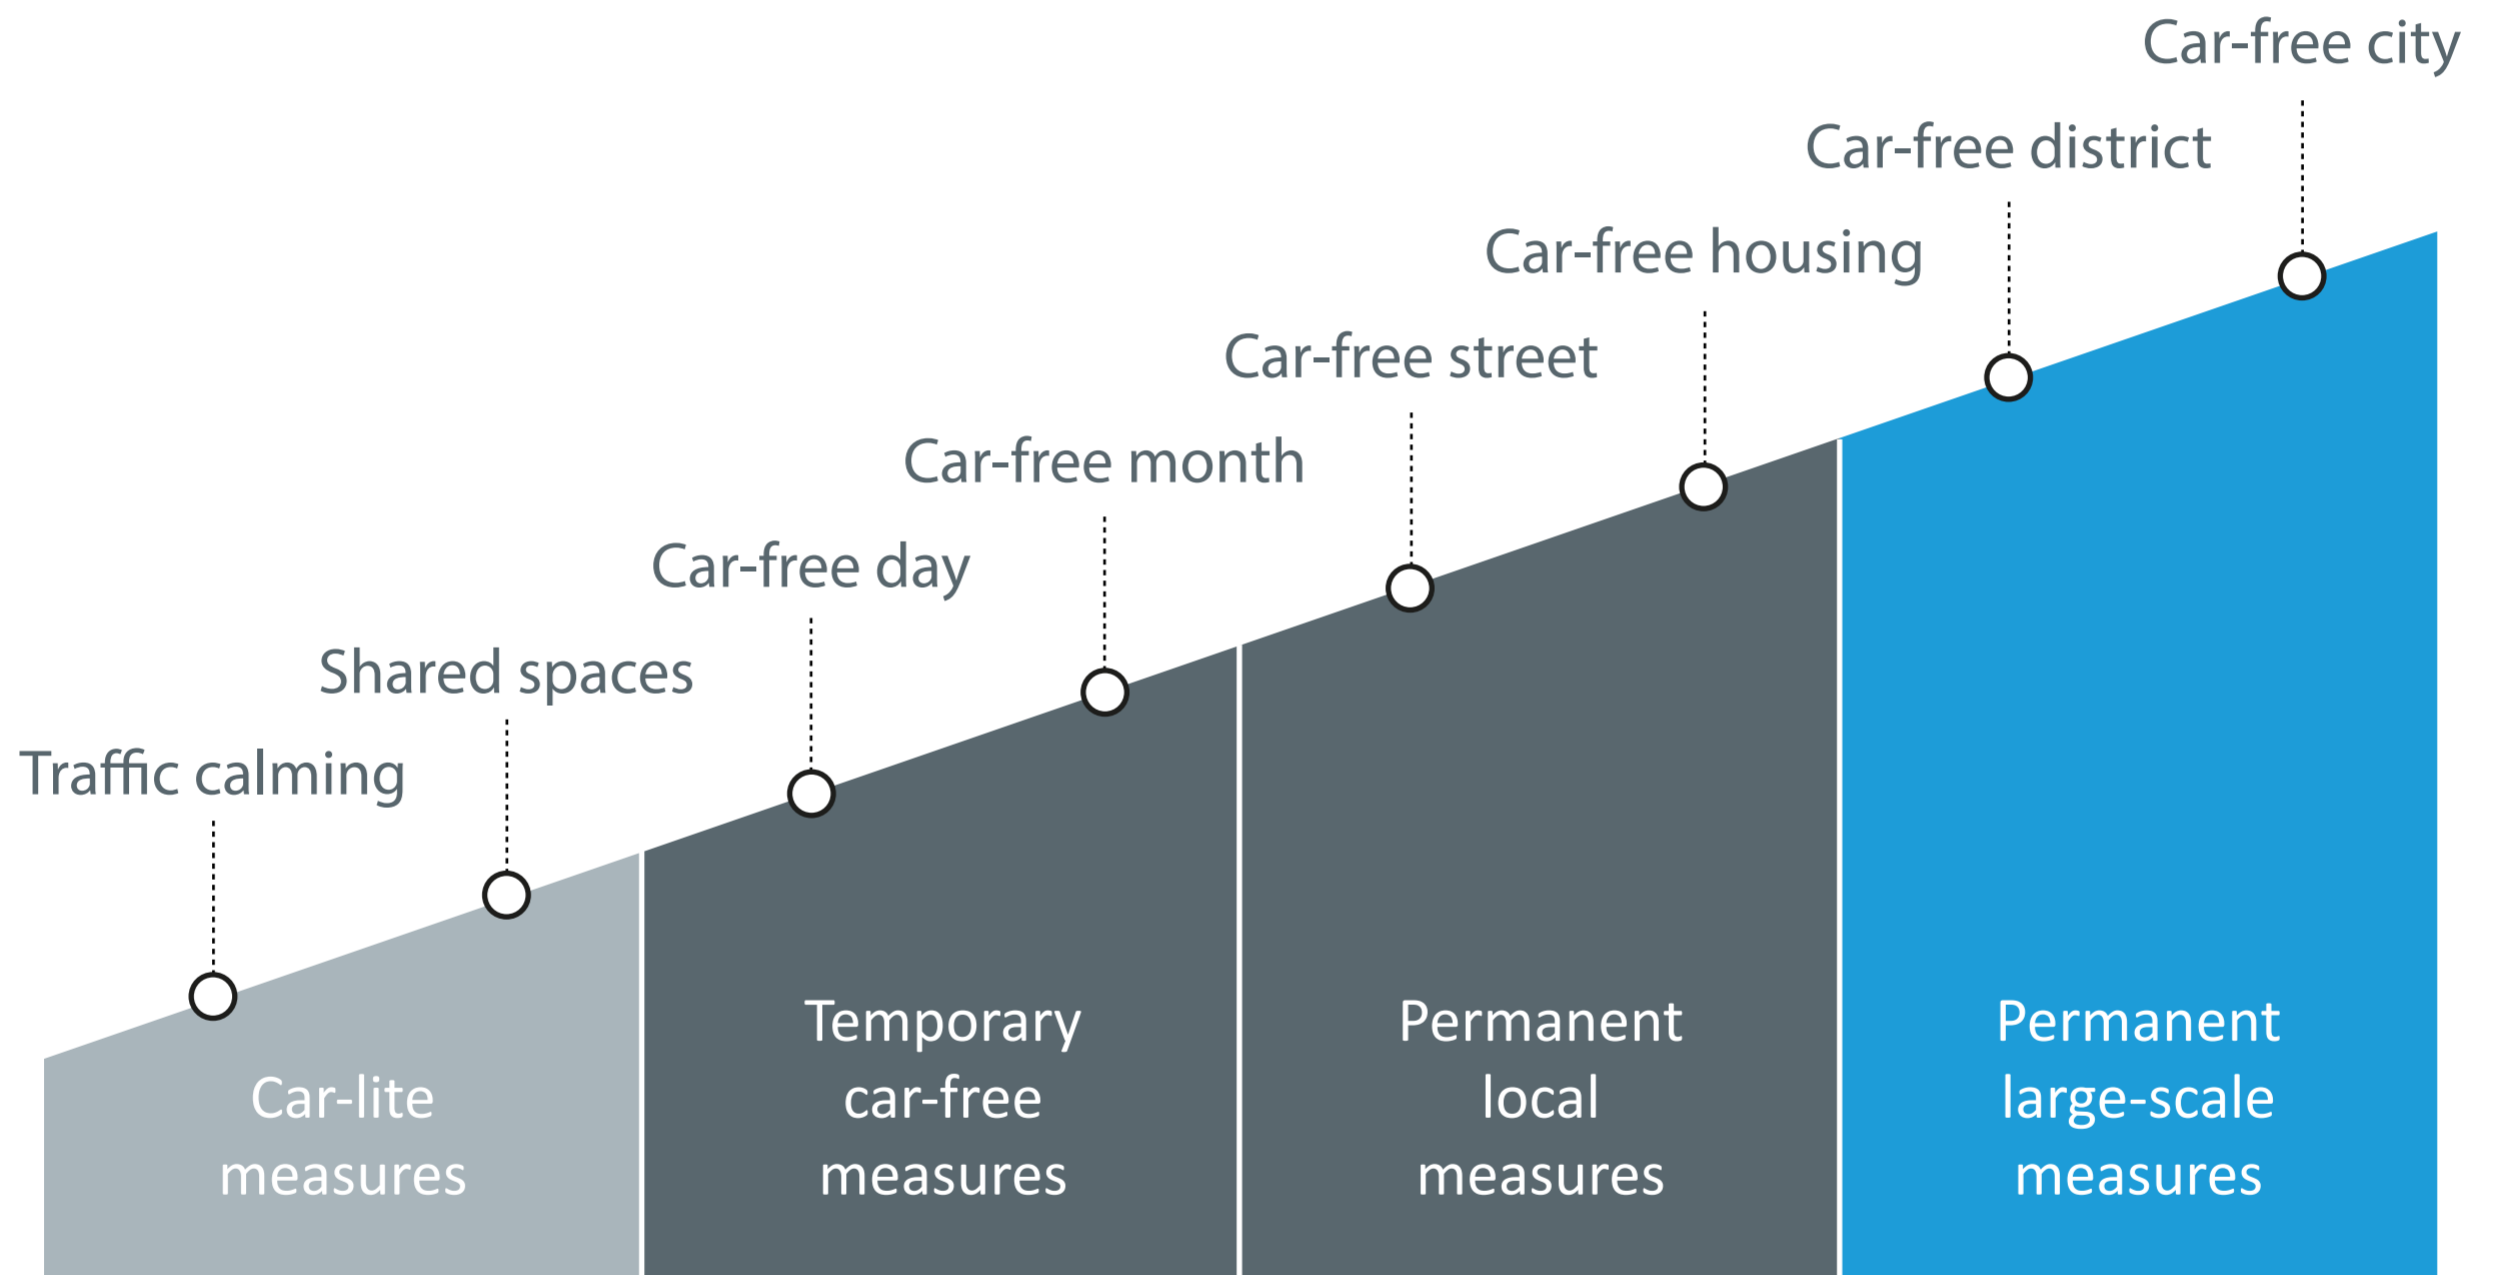 Car-free city
Car-free district
Car-free housing
Car-free street
Car-free month
Car-free day
Shared spaces
Traffic calming
Car-lite
measures
Temporary
car-free
measures
Permanent
local
measures
Permanent
large-scale
measures